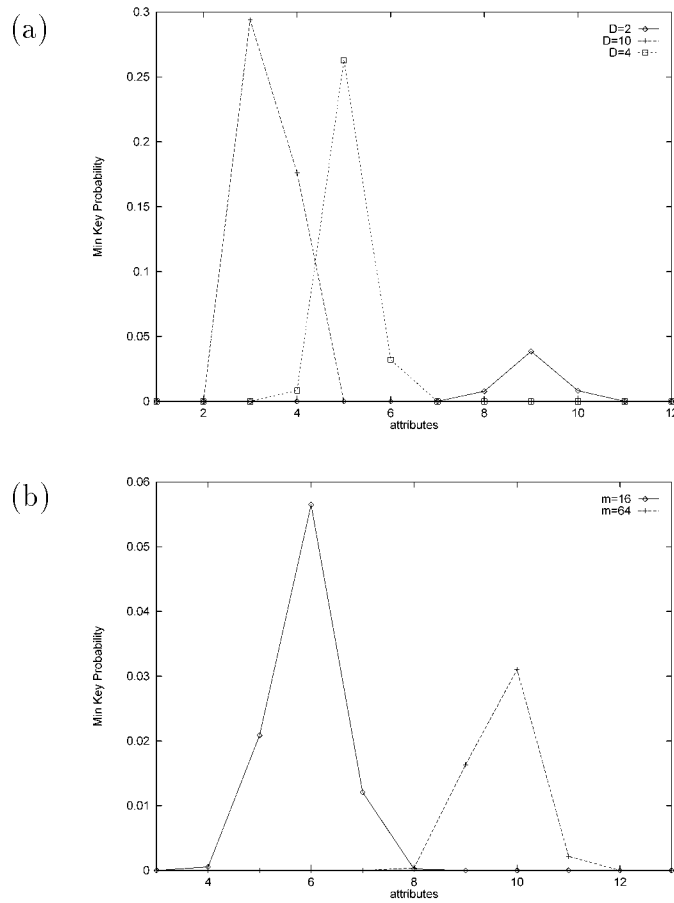 (a)
0.3
0.25
0.2
0.15
0.1
0.05
0
Min Key Probability
D=2
D=10
D=4
2 4 6 8 10 12
attributes
(b)
0.06
0.05
0.04
0.03
0.02
0.01
0
Min Key Probability
m=16
m=64
4 6 8 10 12
attributes